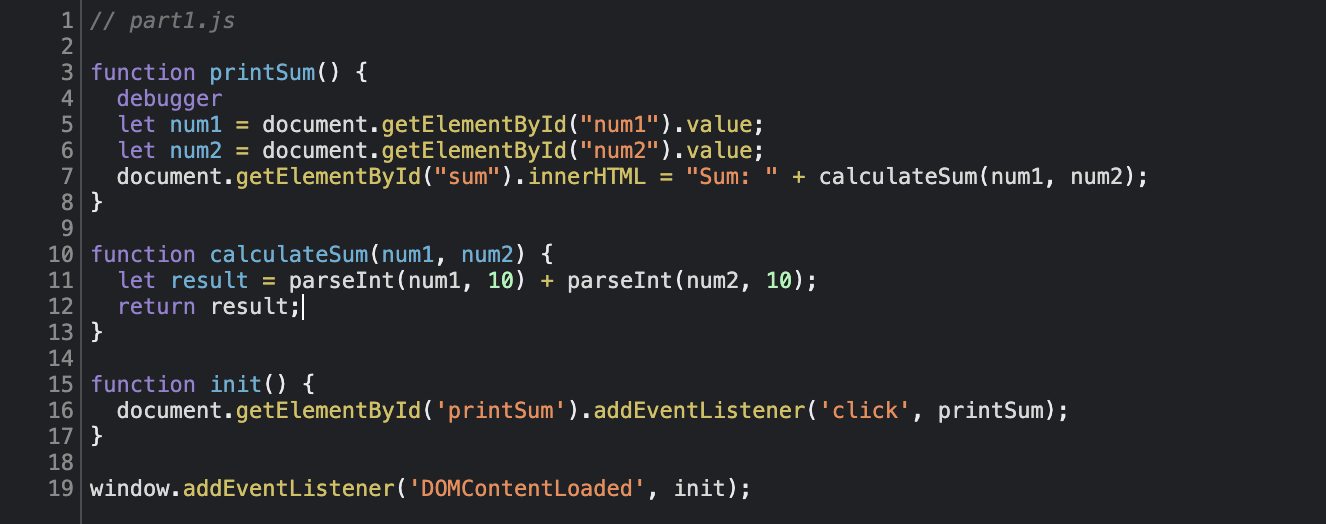 1 // part1.js
2
3 function printSum() {
4   debugger
5   let num1 = document.getElementById("num1").value;
6   let num2 = document.getElementById("num2").value;
7   document.getElementById("sum").innerHTML = "Sum: " + calculateSum(num1, num2);
8 }
9
10 function calculateSum(num1, num2) {
11   let result = parseInt(num1, 10) + parseInt(num2, 10);
12   return result;
13 }
14
15 function init() {
16   document.getElementById('printSum').addEventListener('click', printSum);
17 }
18
19 window.addEventListener('DOMContentLoaded', init);